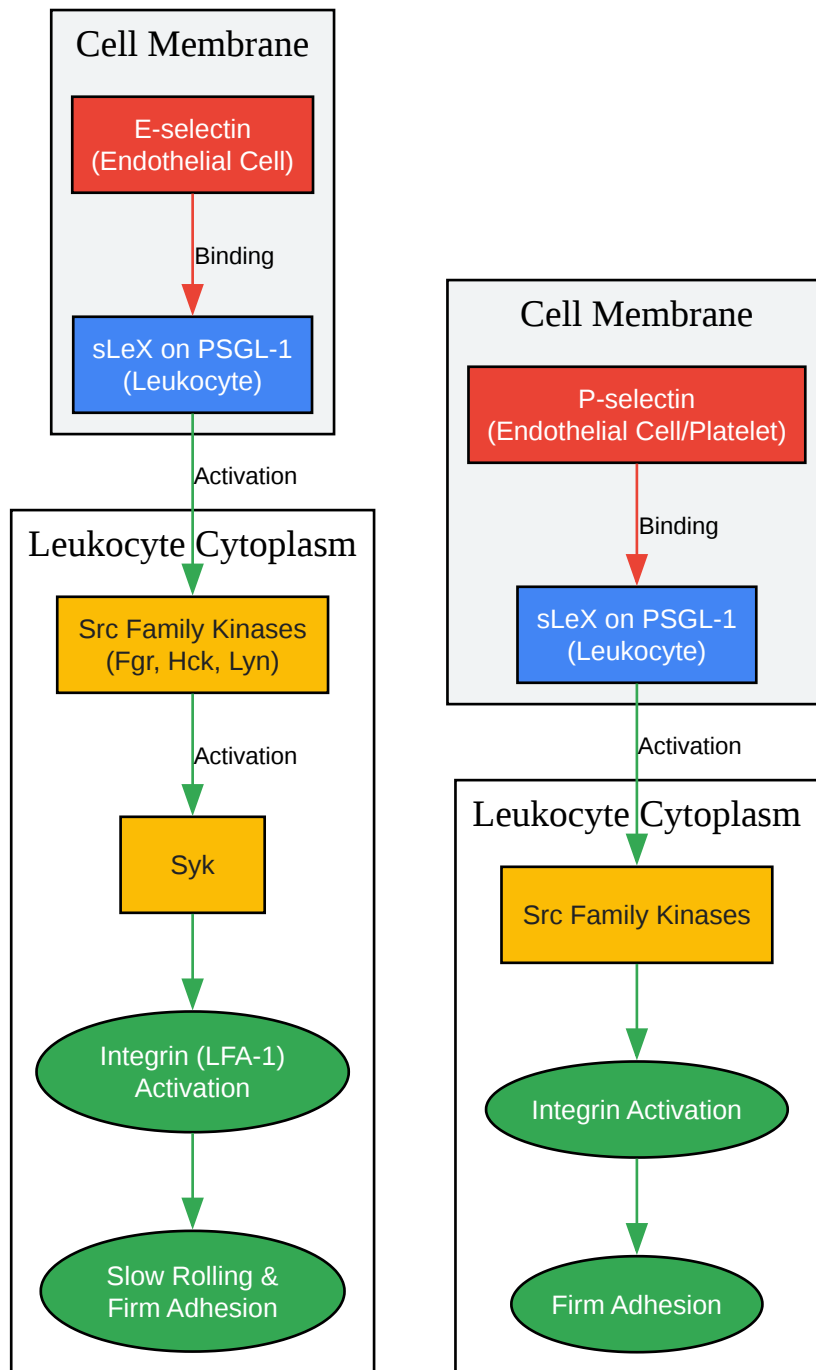 Cell Membrane
E-selectin
(Endothelial Cell)
Binding
sLeX on PSGL-1
(Leukocyte)
Activation
Leukocyte Cytoplasm
Src Family Kinases
(Fgr, Hck, Lyn)
Activation
Syk
Integrin (LFA-1)
Activation
Slow Rolling &
Firm Adhesion
Cell Membrane
P-selectin
(Endothelial Cell/Platelet)
Binding
sLeX on PSGL-1
(Leukocyte)
Activation
Leukocyte Cytoplasm
Src Family Kinases
Integrin Activation
Firm Adhesion